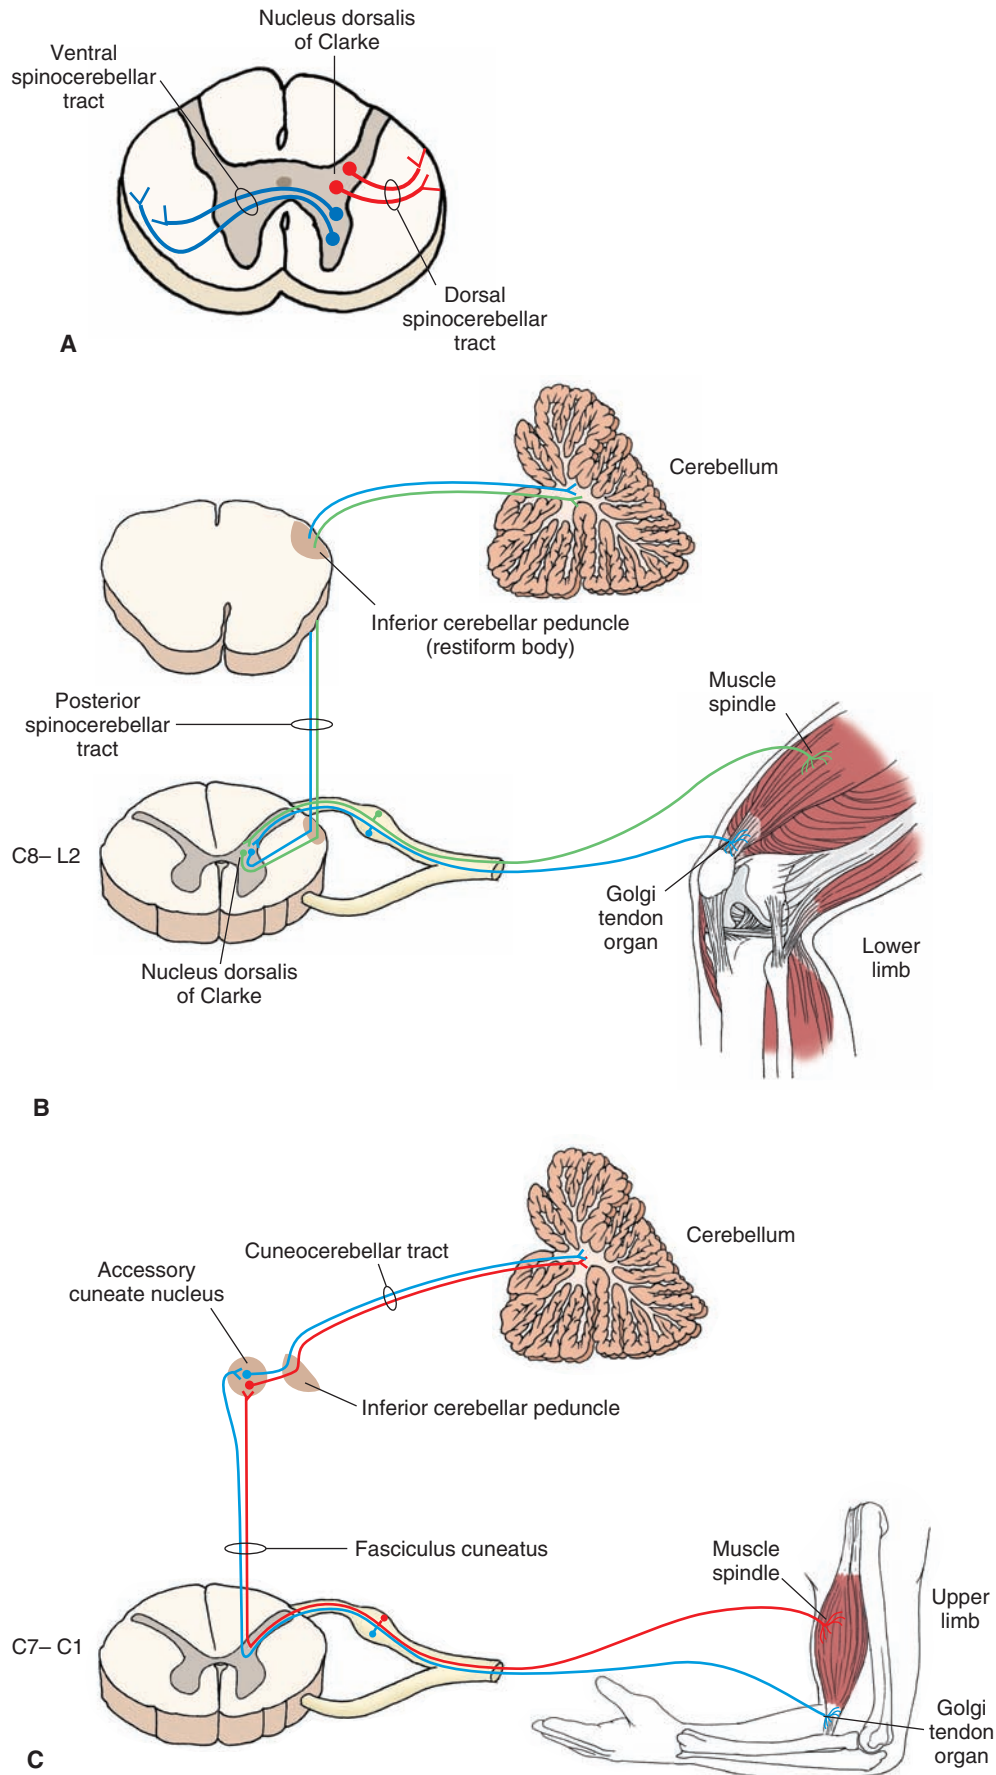 Nucleus dorsalis
of Clarke
Ventral
spinocerebellar
tract
Dorsal
spinocerebellar
tract
A
Cerebellum
Inferior cerebellar peduncle
(restiform body)
Posterior
spinocerebellar
tract
Muscle
spindle
C8– L2
Golgi
tendon
organ
Lower
limb
Nucleus dorsalis
of Clarke
B
Cerebellum
Cuneocerebellar tract
Accessory
cuneate nucleus
Inferior cerebellar peduncle
Fasciculus cuneatus
Muscle
spindle
Upper
limb
C7– C1
Golgi
tendon
organ
C